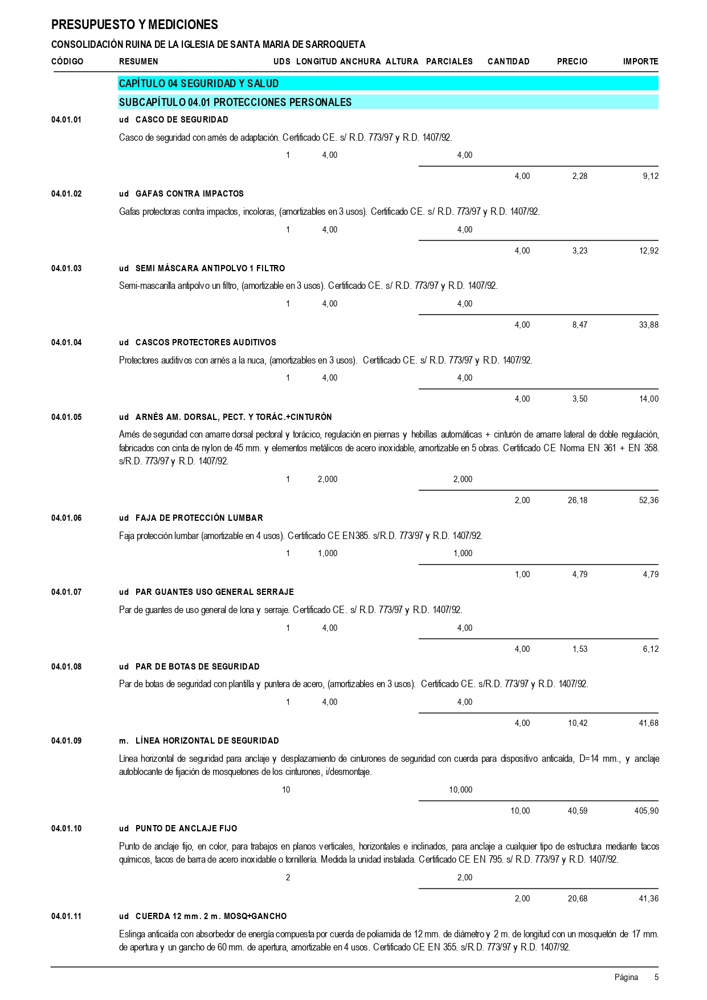 PRESUPUESTO Y MEDICIONES
CONSOLIDACIÓN RUINA DE LA IGLESIA DE SANTA MARIA DE SARROQUETA
CÓDIGO RESUMEN UDS LONGITUD ANCHURA ALTURA PARCIALES CANTIDAD PRECIO IMPORTE
CAPÍTULO 04 SEGURIDAD Y SALUD
SUBCAPÍTULO 04.01 PROTECCIONES PERSONALES
04.01.01 ud CASCO DE SEGURIDAD
Casco de seguridad con arnés de adaptación. Certificado CE. s/ R.D. 773/97 y R.D. 1407/92.
1 4,00 4,00
4,00 2,28 9,12
04.01.02 ud GAFAS CONTRA IMPACTOS
Gafas protectoras contra impactos, incoloras, (amortizables en 3 usos). Certificado CE. s/ R.D. 773/97 y R.D. 1407/92.
1 4,00 4,00
4,00 3,23 12,92
04.01.03 ud SEMI MÁSCARA ANTIPOLVO 1 FILTRO
Semi-mascarilla antipolvo un filtro, (amortizable en 3 usos). Certificado CE. s/ R.D. 773/97 y R.D. 1407/92.
1 4,00 4,00
4,00 8,47 33,88
04.01.04 ud CASCOS PROTECTORES AUDITIVOS
Protectores auditivos con arnés a la nuca, (amortizables en 3 usos). Certificado CE. s/ R.D. 773/97 y R.D. 1407/92.
1 4,00 4,00
4,00 3,50 14,00
04.01.05 ud ARNÉS AM. DORSAL, PECT. Y TORÁC.+CINTURÓN
Arnés de seguridad con amarre dorsal pectoral y torácico, regulación en piernas y hebillas automáticas + cinturón de amarre lateral de doble regulación,
fabricados con cinta de nylon de 45 mm. y elementos metálicos de acero inoxidable, amortizable en 5 obras. Certificado CE Norma EN 361 + EN 358.
s/R.D. 773/97 y R.D. 1407/92.
1 2,000 2,000
2,00 26,18 52,36
04.01.06 ud FAJA DE PROTECCIÓN LUMBAR
Faja protección lumbar (amortizable en 4 usos). Certificado CE EN385. s/R.D. 773/97 y R.D. 1407/92.
1 1,000 1,000
1,00 4,79 4,79
04.01.07 ud PAR GUANTES USO GENERAL SERRAJE
Par de guantes de uso general de lona y serraje. Certificado CE. s/ R.D. 773/97 y R.D. 1407/92.
1 4,00 4,00
4,00 1,53 6,12
04.01.08 ud PAR DE BOTAS DE SEGURIDAD
Par de botas de seguridad con plantilla y puntera de acero, (amortizables en 3 usos). Certificado CE. s/R.D. 773/97 y R.D. 1407/92.
1 4,00 4,00
4,00 10,42 41,68
04.01.09 m. LÍNEA HORIZONTAL DE SEGURIDAD
Línea horizontal de seguridad para anclaje y desplazamiento de cinturones de seguridad con cuerda para dispositivo anticaída, D=14 mm., y anclaje
autoblocante de fijación de mosquetones de los cinturones, i/desmontaje.
10 10,000
10,00 40,59 405,90
04.01.10 ud PUNTO DE ANCLAJE FIJO
Punto de anclaje fijo, en color, para trabajos en planos verticales, horizontales e inclinados, para anclaje a cualquier tipo de estructura mediante tacos
químicos, tacos de barra de acero inoxidable o tornillería. Medida la unidad instalada. Certificado CE EN 795. s/ R.D. 773/97 y R.D. 1407/92.
2 2,00
2,00 20,68 41,36
04.01.11 ud CUERDA 12 mm. 2 m. MOSQ+GANCHO
Eslinga anticaída con absorbedor de energía compuesta por cuerda de poliamida de 12 mm. de diámetro y 2 m. de longitud con un mosquetón de 17 mm.
de apertura y un gancho de 60 mm. de apertura, amortizable en 4 usos. Certificado CE EN 355. s/R.D. 773/97 y R.D. 1407/92.
Página 5